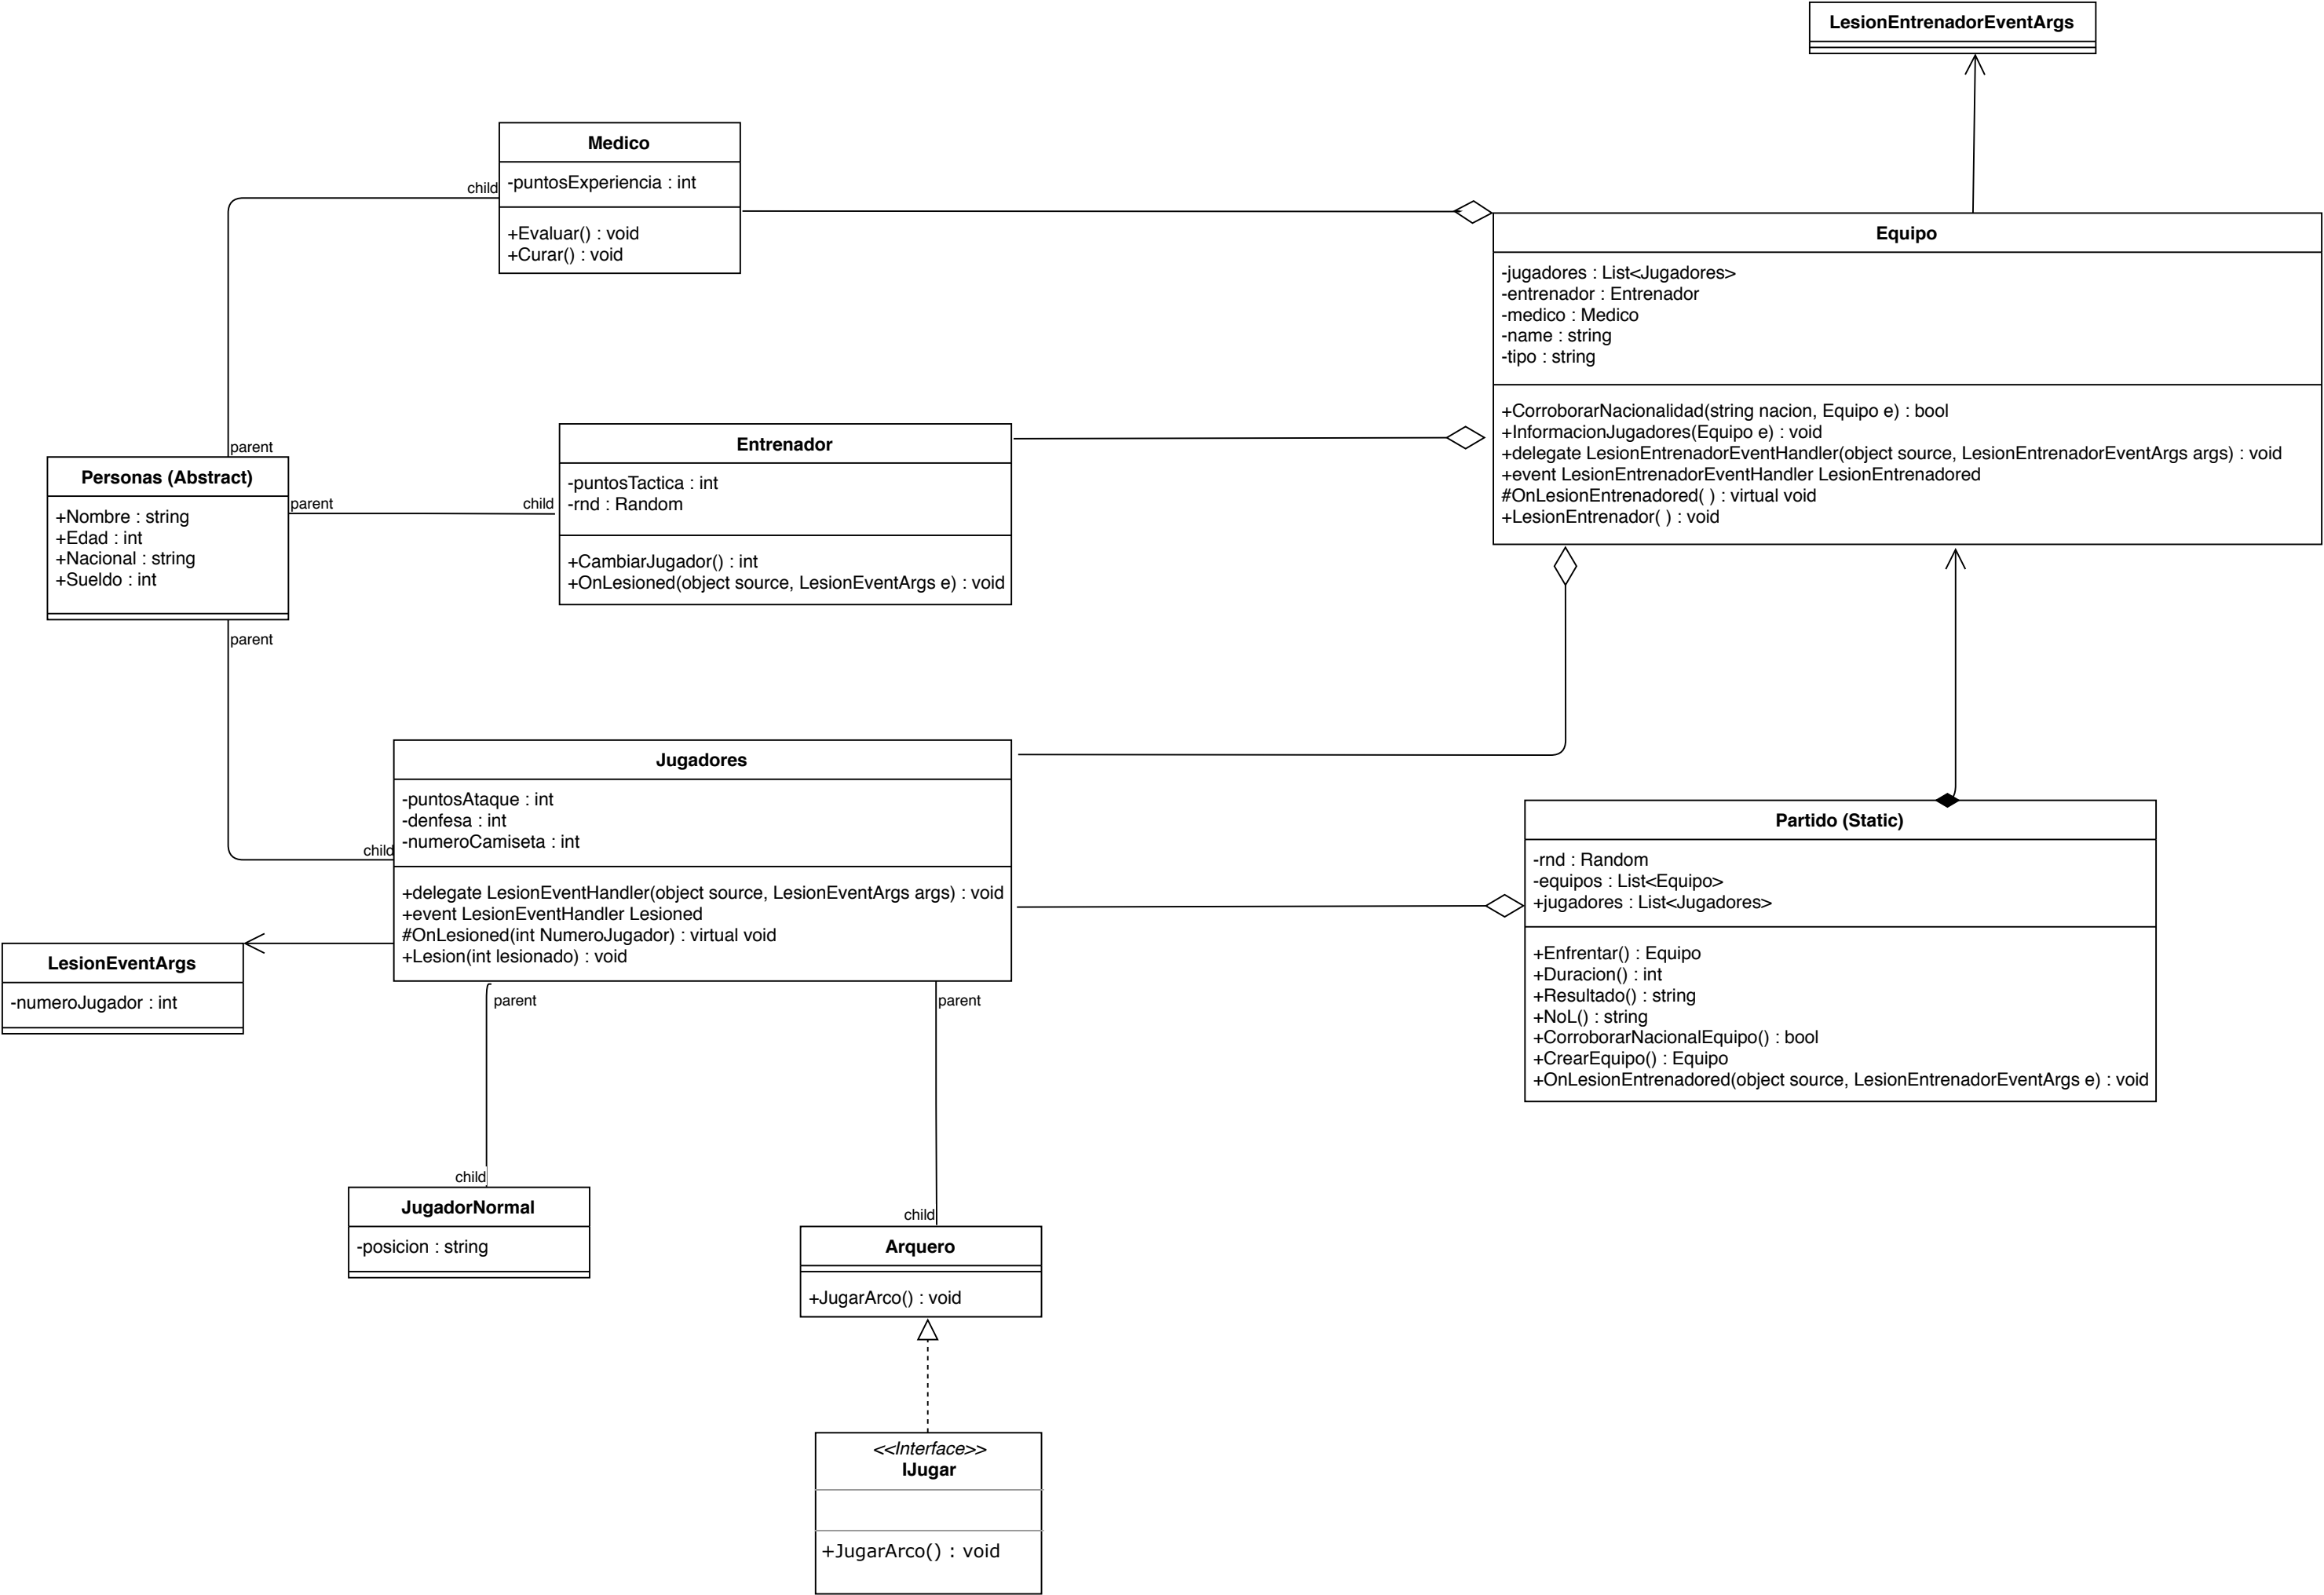 LesionEntrenadorEventArgs
Medico
-puntosExperiencia : int
+Evaluar() : void
+Curar() : void
child
parent
Equipo
-jugadores : List<Jugadores>
-entrenador : Entrenador
-medico : Medico
-name : string
-tipo : string
+CorroborarNacionalidad(string nacion, Equipo e) : bool
+InformacionJugadores(Equipo e) : void
+delegate LesionEntrenadorEventHandler(object source, LesionEntrenadorEventArgs args) : void
+event LesionEntrenadorEventHandler LesionEntrenadored
#OnLesionEntrenadored( ) : virtual void
+LesionEntrenador( ) : void
Personas (Abstract)
+Nombre : string
+Edad : int
+Nacional : string
+Sueldo : int
parent
child
parent
Entrenador
-puntosTactica : int
-rnd : Random
+CambiarJugador() : int
+OnLesioned(object source, LesionEventArgs e) : void
Jugadores
-puntosAtaque : int
-denfesa : int
-numeroCamiseta : int
+delegate LesionEventHandler(object source, LesionEventArgs args) : void
+event LesionEventHandler Lesioned
#OnLesioned(int NumeroJugador) : virtual void
+Lesion(int lesionado) : void
child
parent
parent
Partido (Static)
-rnd : Random
-equipos : List<Equipo>
+jugadores : List<Jugadores>
+Enfrentar() : Equipo
+Duracion() : int
+Resultado() : string
+NoL() : string
+CorroborarNacionalEquipo() : bool
+CrearEquipo() : Equipo
+OnLesionEntrenadored(object source, LesionEntrenadorEventArgs e) : void
LesionEventArgs
-numeroJugador : int
child
JugadorNormal
-posicion : string
child
Arquero
+JugarArco() : void
<<Interface>>
IJugar
+JugarArco() : void